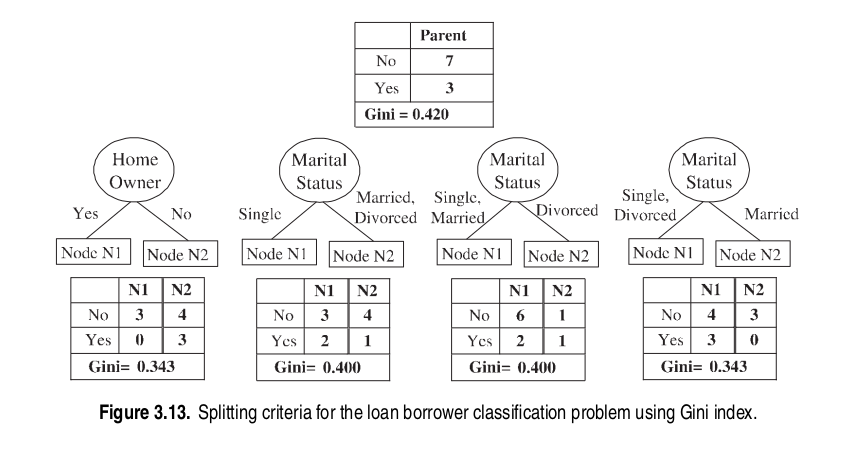 Parent
No 7
Yes 3
Gini = 0.420
Home
Owner
Yes
No
Node N1
Node N2
N1 N2
No 3 4
Yes 0 3
Gini= 0.343
Marital
Status
Single
Married,
Divorced
Node N1
Node N2
N1 N2
No 3 4
Yes 2 1
Gini= 0.400
Marital
Status
Single,
Married
Divorced
Node N1
Node N2
N1 N2
No 6 1
Yes 2 1
Gini= 0.400
Marital
Status
Single,
Divorced
Married
Node N1
Node N2
N1 N2
No 4 3
Yes 3 0
Gini= 0.343
Figure 3.13. Splitting criteria for the loan borrower classification problem using Gini index.